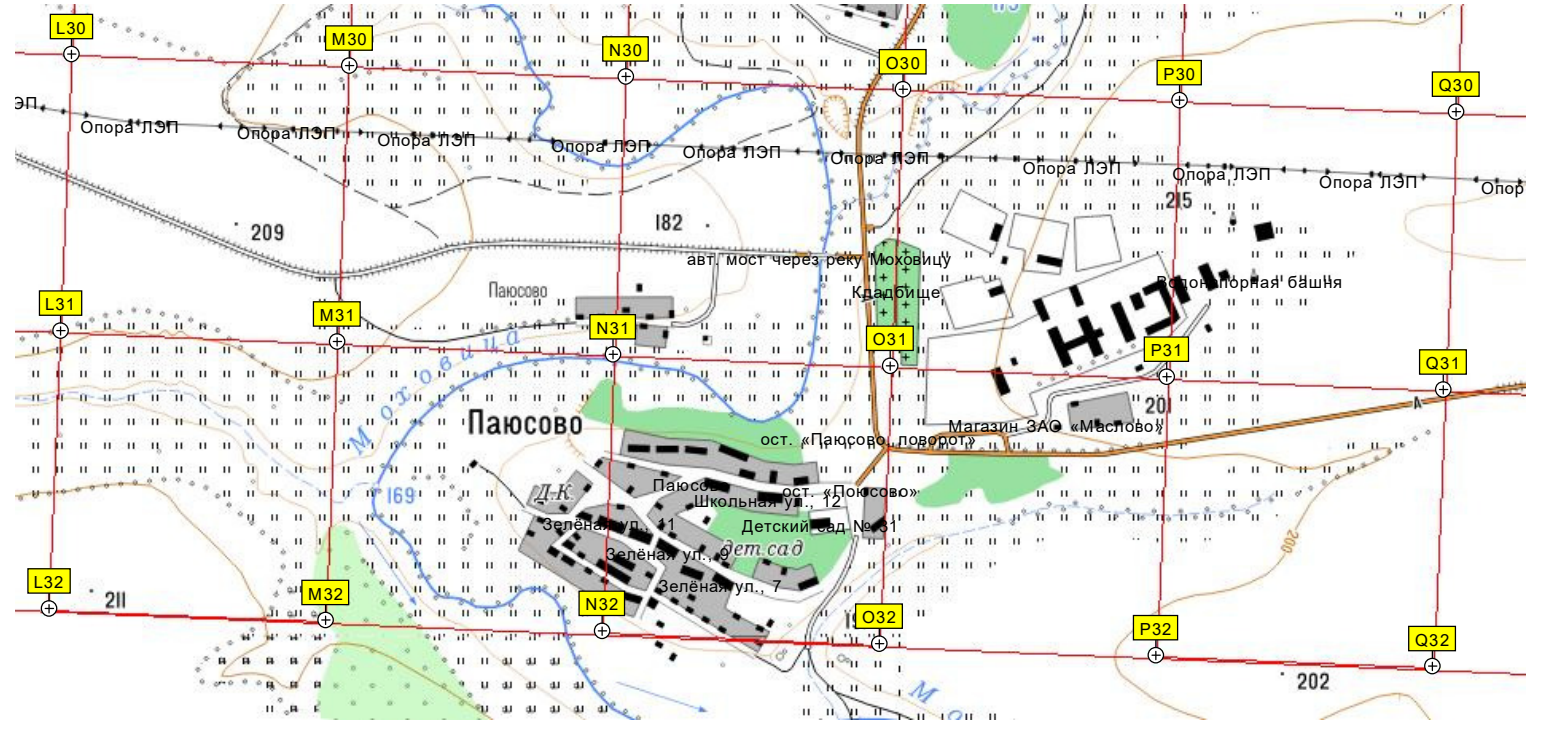 175
L30
M30
N30
O30
P30
Q30
ЭП
Опора ЛЭП
Опора ЛЭП
Опора ЛЭП
Опора ЛЭП
Опора ЛЭП
Опора ЛЭП
Опора ЛЭП
Опора ЛЭП
Опора ЛЭП
Опор
209
182
215
авт. мост через реку Моховицу
Кладбище
Водонапорная башня
Паюсово
L31
M31
N31
O31
P31
Q31
Моховица
Паюсово
201
А
Магазин ЗАО «Маслово»
ост. «Паюсово, поворот»
169
Д.К.
Паюсово
ост. «Поюсово»
Школьная ул., 12
Зелёная ул., 11
Детский сад № 31
дет.сад
Зелёная ул., 9
Зелёная ул., 7
200
L32
M32
N32
O32
P32
Q32
211
202
Мо